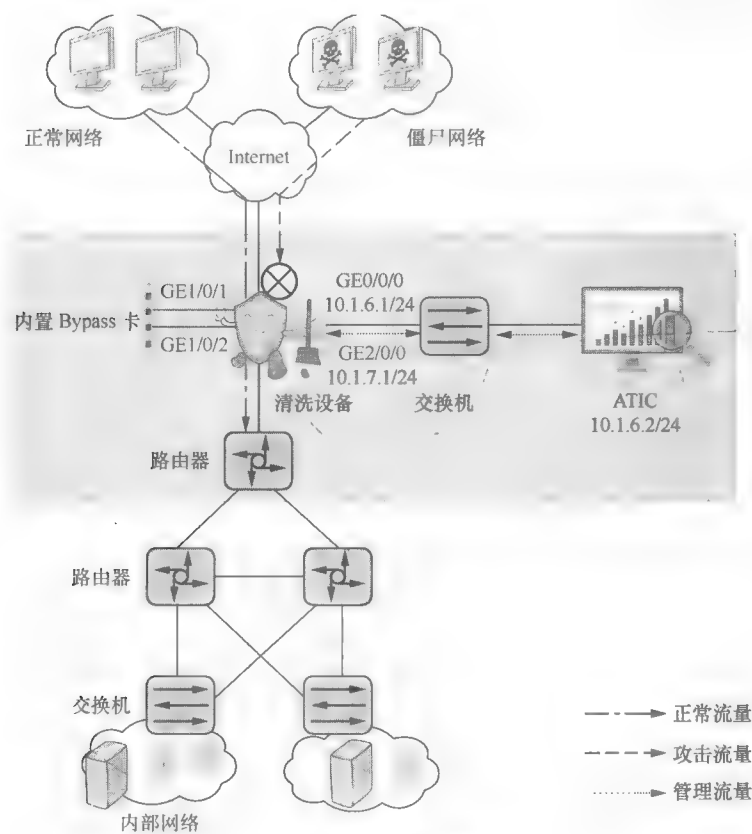 正常网络
Internet
僵尸网络
GE1/0/1
内置 Bypass 卡
GE1/0/2
GE0/0/0
10.1.6.1/24
GE2/0/0
10.1.7.1/24
清洗设备
交换机
ATIC
10.1.6.2/24
路由器
路由器
交换机
内部网络
正常流量
攻击流量
管理流量